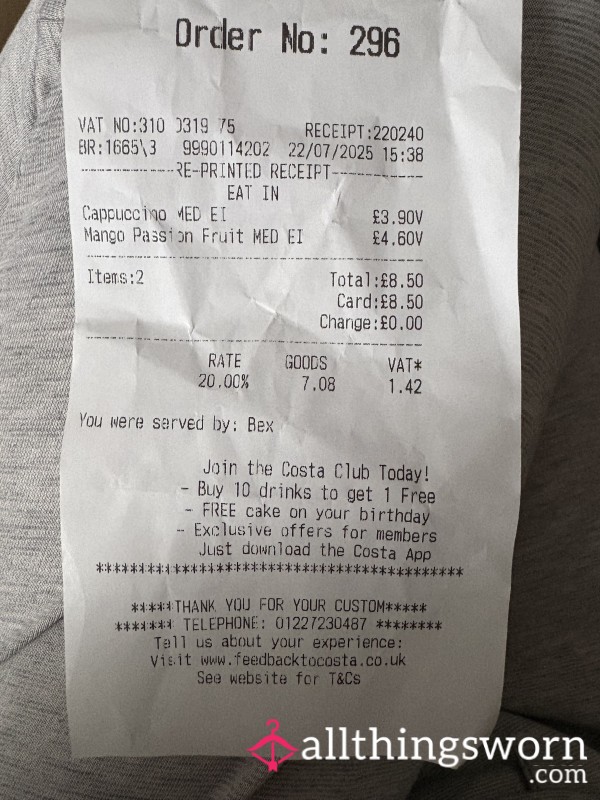 Order No: 296
VAT NO:310 0319 75 RECEIPT:220240
BR:1665\3 9990114202 22/07/2025 15:38
---------------RE-PRINTED RECEIPT---------------
EAT IN
Cappuccino MED EI £3.90V
Mango Passion Fruit MED EI £4.60V
Items:2 Total:£8.50
Card:£8.50
Change:£0.00
RATE GOODS VAT*
20.00% 7.08 1.42
You were served by: Bex
Join the Costa Club Today!
- Buy 10 drinks to get 1 Free
- FREE cake on your birthday
- Exclusive offers for members
Just download the Costa App
******************************************
*****THANK YOU FOR YOUR CUSTOM*****
******* TELEPHONE: 01227230487 ********
Tell us about your experience:
Visit www.feedbacktocosta.co.uk
See website for T&Cs
allthingsworn
.com